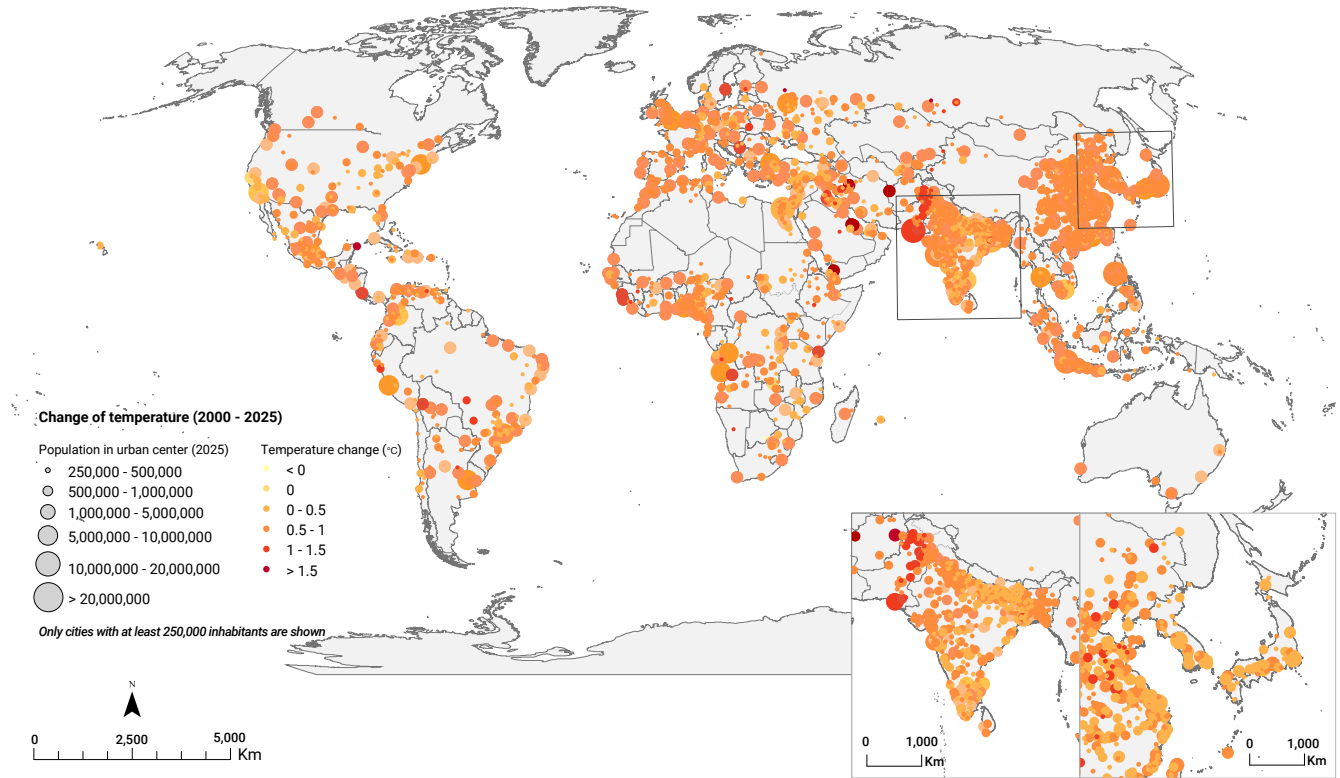 Change of temperature (2000 - 2025)
Population in urban center (2025)
250,000 - 500,000
500,000 - 1,000,000
1,000,000 - 5,000,000
5,000,000 - 10,000,000
10,000,000 - 20,000,000
> 20,000,000
Temperature change (°C)
< 0
0
0 - 0.5
0.5 - 1
1 - 1.5
> 1.5
Only cities with at least 250,000 inhabitants are shown
N
0 2,500 5,000
Km
0 1,000
Km
0 1,000
Km